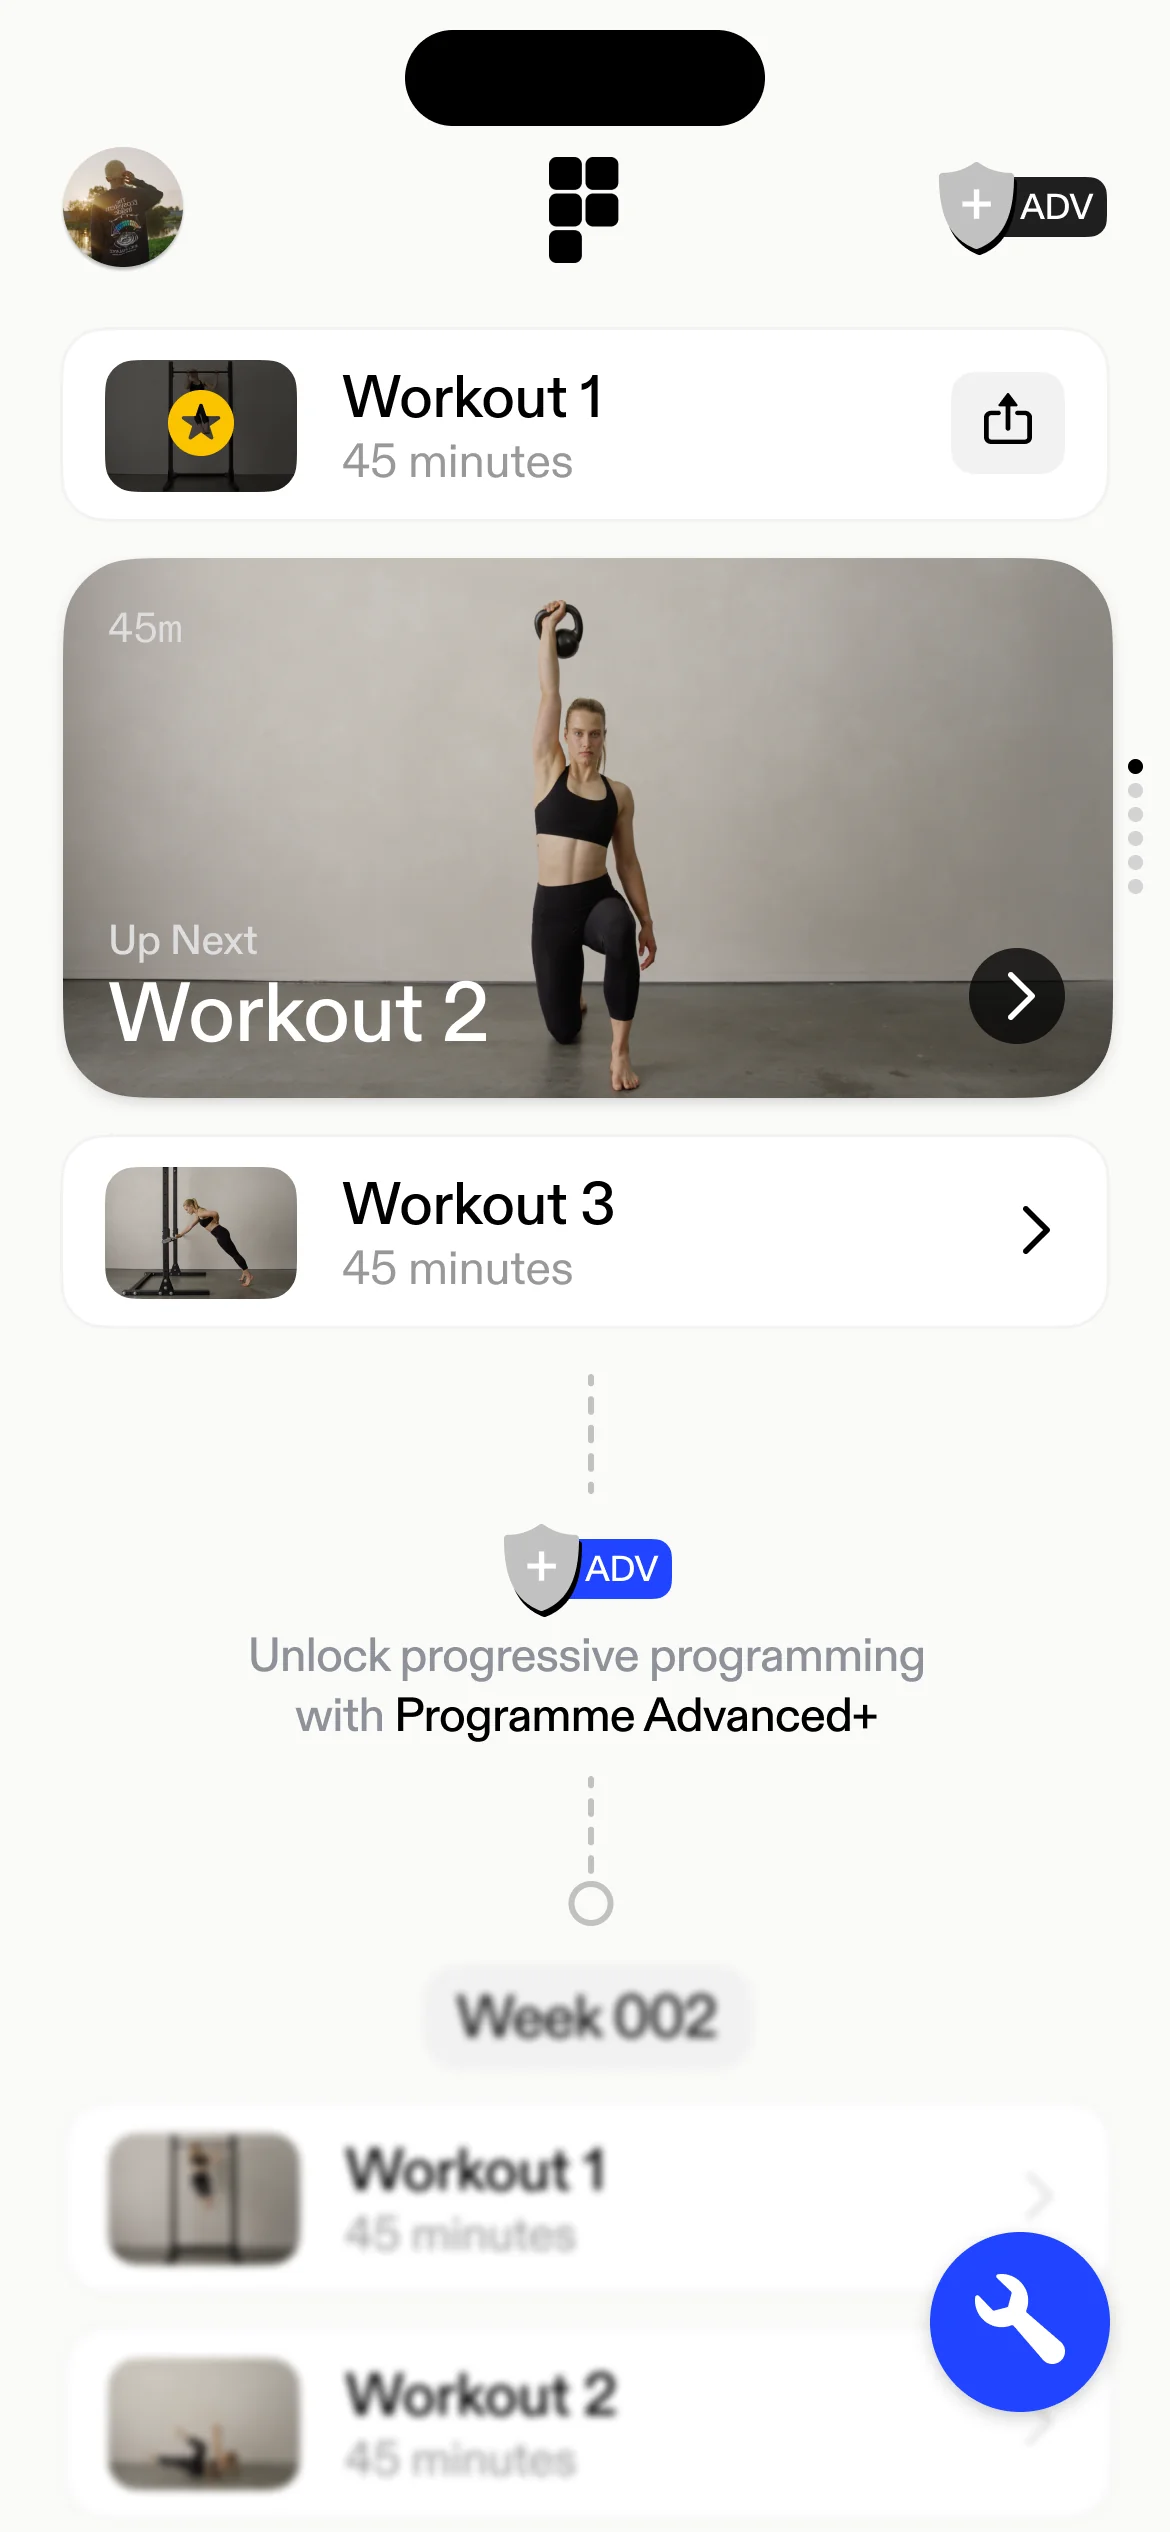 ADV
Workout 1
45 minutes
45m
Up Next
Workout 2
Workout 3
45 minutes
ADV
Unlock progressive programming
with Programme Advanced+
Week 002
Workout 1
45 minutes
Workout 2
45 minutes